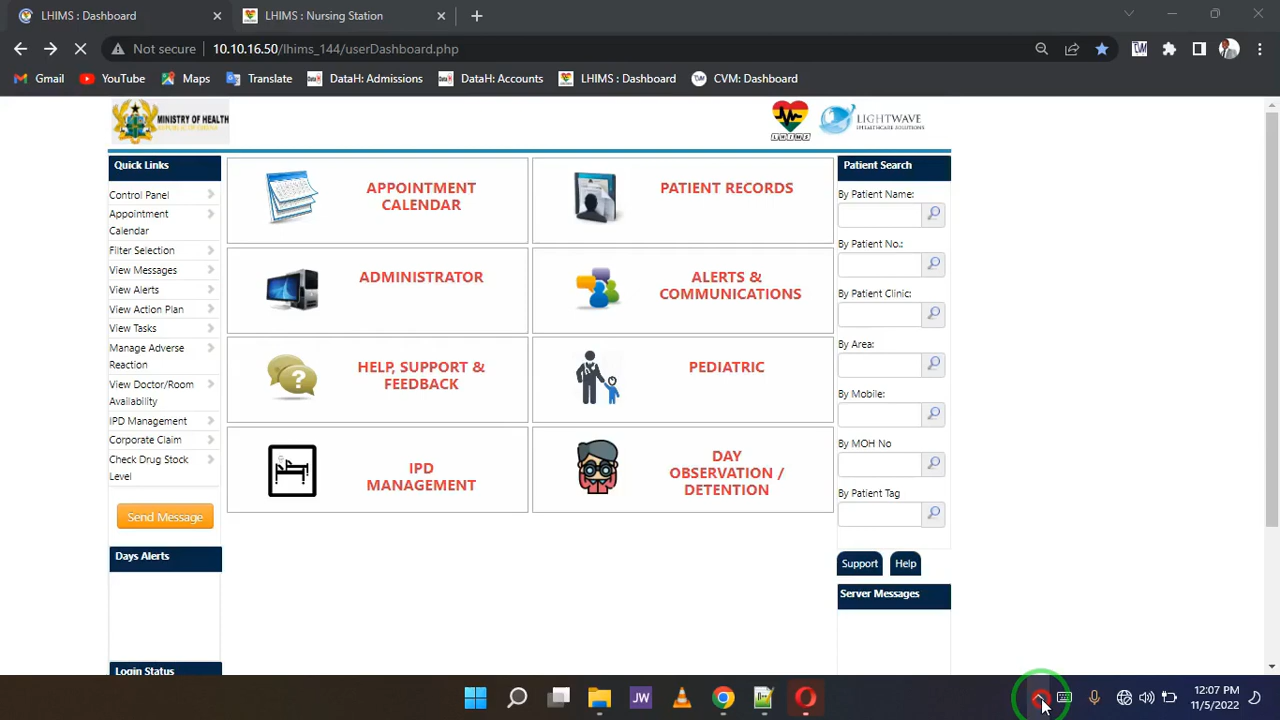 LHIMS : Dashboard
LHIMS : Nursing Station
Not secure
10.10.16.50/lhims_144/userDashboard.php
Gmail
YouTube
Maps
Translate
DataH: Admissions
DataH: Accounts
LHIMS : Dashboard
CVM: Dashboard
MINISTRY OF HEALTH
LHIMS
LIGHTWAVE
Quick Links
Control Panel
Appointment
Calendar
Filter Selection
View Messages
View Alerts
View Action Plan
View Tasks
Manage Adverse
Reaction
View Doctor/Room
Availability
IPD Management
Corporate Claim
Check Drug Stock
Level
Send Message
Days Alerts
Login Status
APPOINTMENT
CALENDAR
PATIENT RECORDS
ADMINISTRATOR
ALERTS &
COMMUNICATIONS
HELP, SUPPORT &
FEEDBACK
PEDIATRIC
IPD
MANAGEMENT
DAY
OBSERVATION /
DETENTION
Patient Search
By Patient Name:
By Patient No.:
By Patient Clinic:
By Area:
By Mobile:
By MOH No
By Patient Tag
Support
Help
Server Messages
JW
12:07 PM
11/5/2022